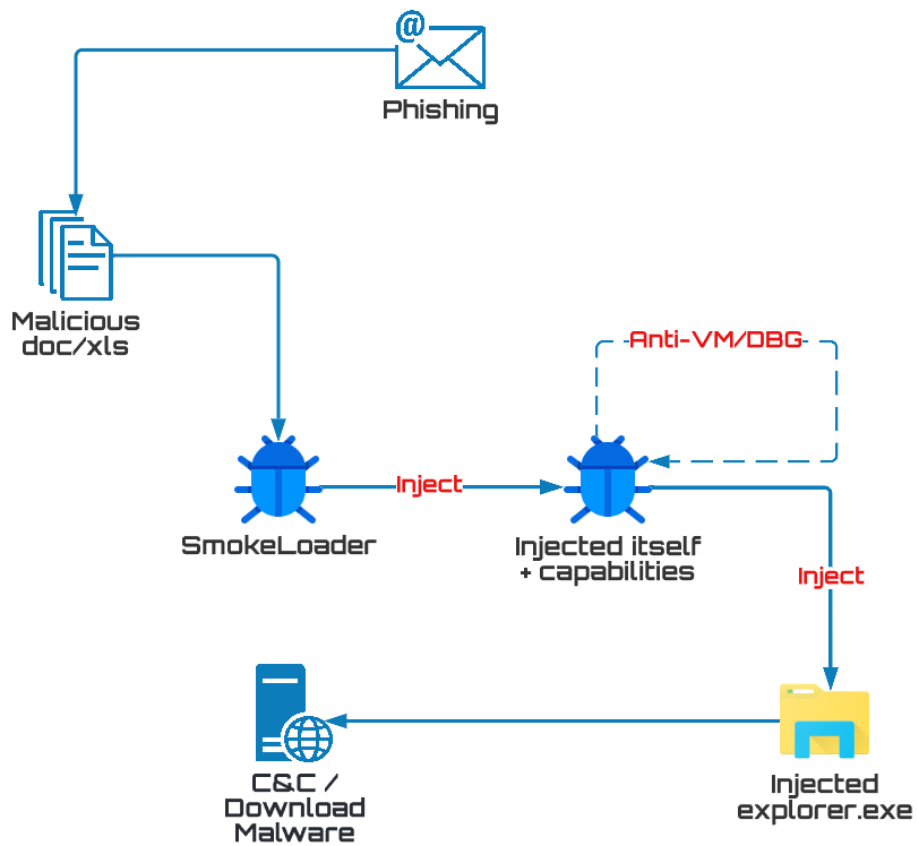 @
Phishing
Malicious
doc/xls
Anti-VM/DBG
SmokeLoader
Inject
Injected itself
+ capabilities
Inject
Injected
explorer.exe
C&C /
Download
Malware